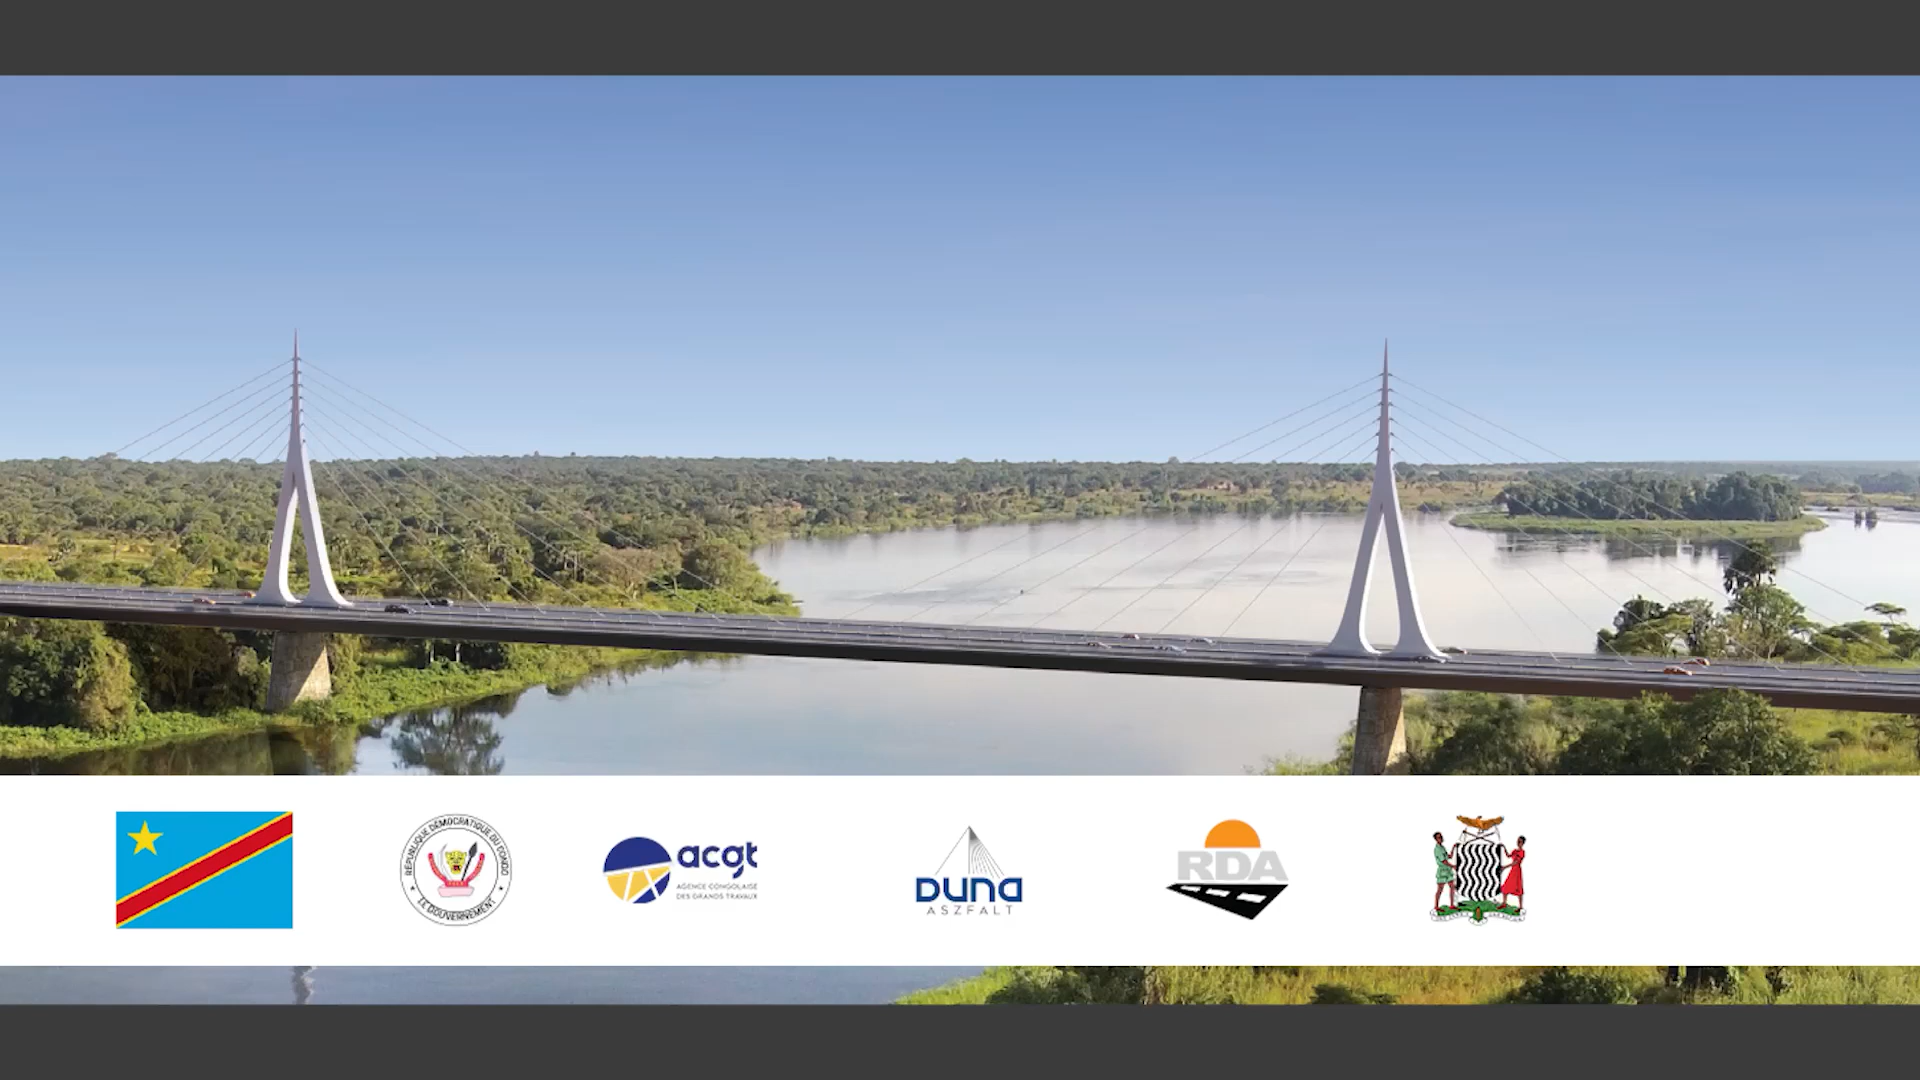 RÉPUBLIQUE DÉMOCRATIQUE DU CONGO
LE GOUVERNEMENT
acgt
AGENCE CONGOLAISE
DES GRANDS TRAVAUX
DUNA
ASZFALT
RDA